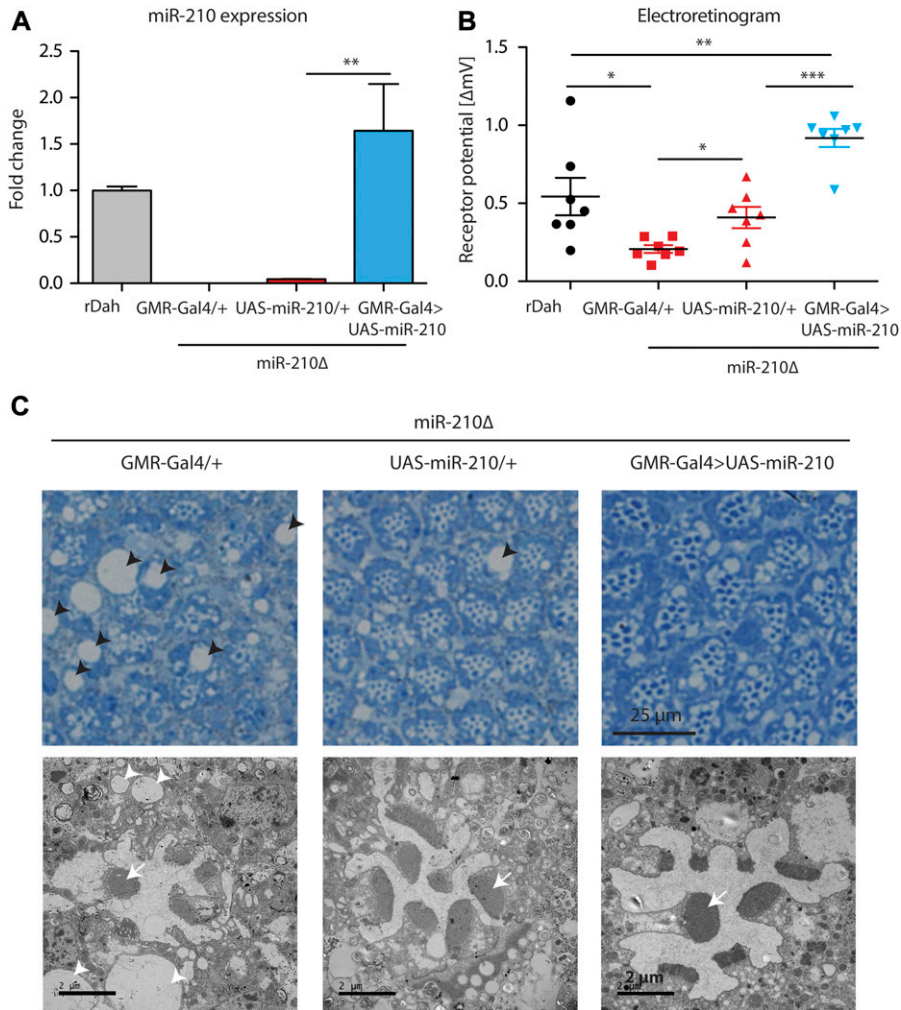 A
miR-210 expression
Fold change
2.5
2.0
1.5
1.0
0.5
0.0
**
rDah
GMR-Gal4/+
UAS-miR-210/+
GMR-Gal4>
UAS-miR-210
miR-210Δ
B
Electroretinogram
Receptor potential [ΔmV]
1.5
1.0
0.5
0.0
**
*
***
*
rDah
GMR-Gal4/+
UAS-miR-210/+
GMR-Gal4>
UAS-miR-210
miR-210Δ
C
miR-210Δ
GMR-Gal4/+
UAS-miR-210/+
GMR-Gal4>UAS-miR-210
25 μm
2 μm
2 μm
2 μm
2 μm